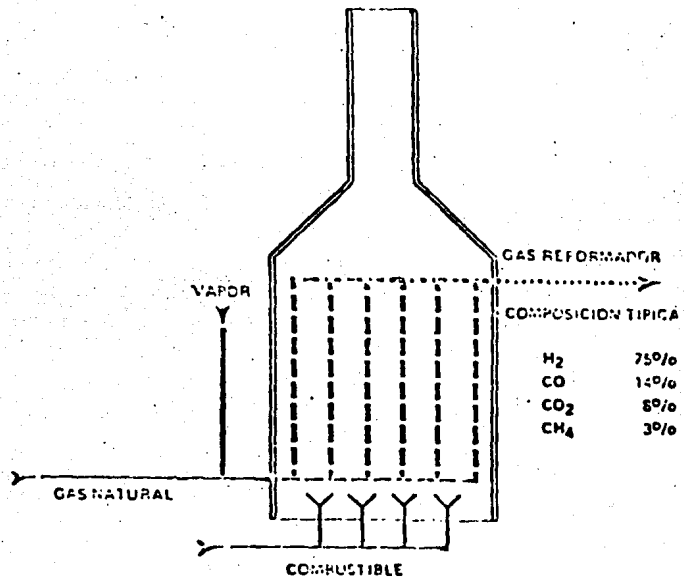 GAS REFORMADOR
VAPOR
COMPOSICION TIPICA
H₂ 75%
CO 14%
CO₂ 8%
CH₄ 3%
GAS NATURAL
COMBUSTIBLE